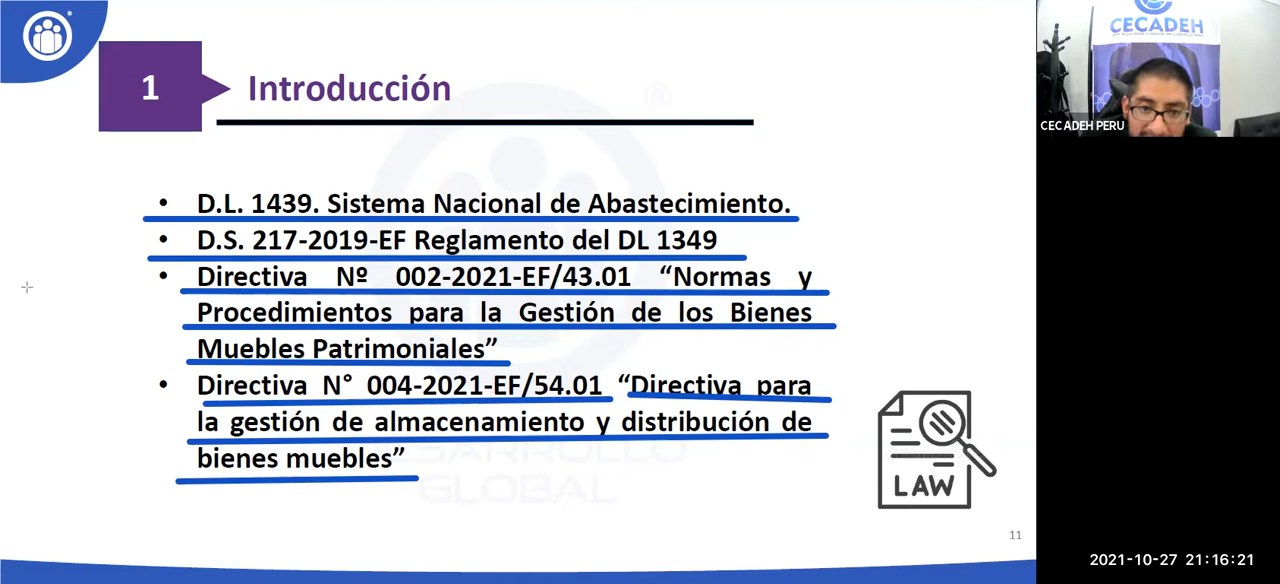 1
Introducción
• D.L. 1439. Sistema Nacional de Abastecimiento.
• D.S. 217-2019-EF Reglamento del DL 1349
• Directiva Nº 002-2021-EF/43.01 “Normas y
Procedimientos para la Gestión de los Bienes
Muebles Patrimoniales”
• Directiva N° 004-2021-EF/54.01 “Directiva para
la gestión de almacenamiento y distribución de
bienes muebles”
DESARROLLO
GLOBAL
LAW
11
CECADEH
CECADEH PERU
2021-10-27 21:16:21